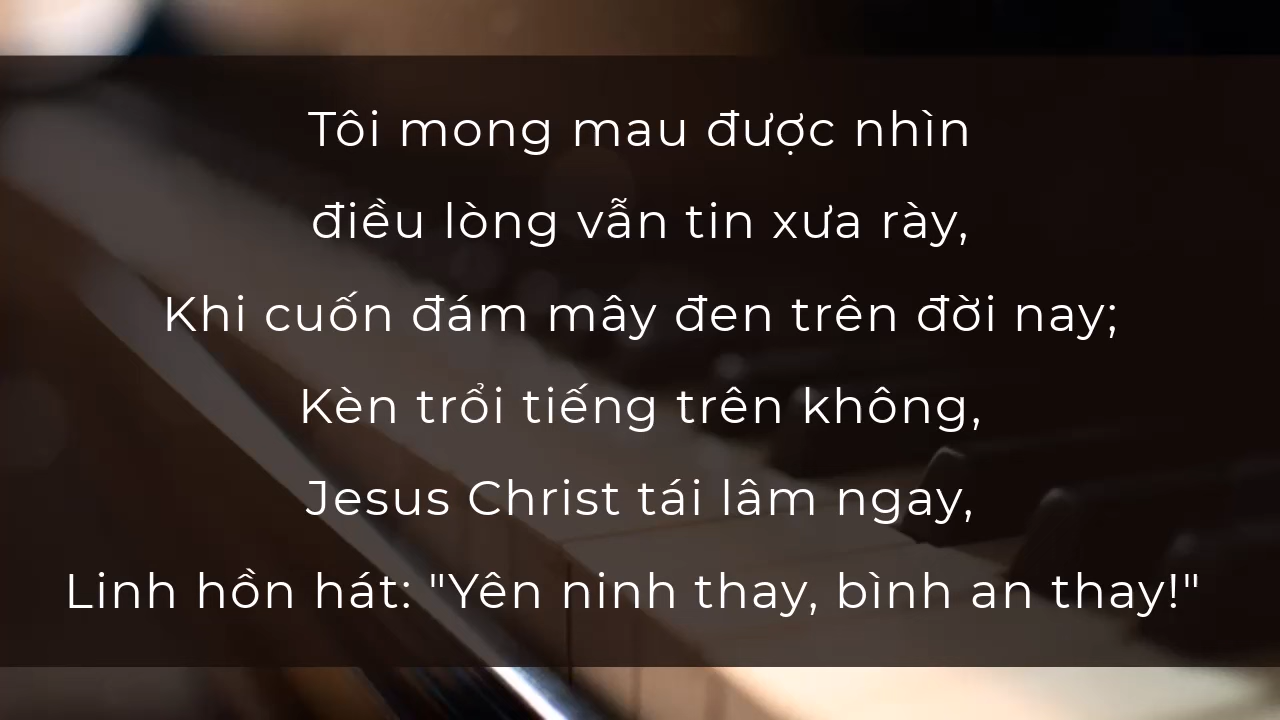 Tôi mong mau được nhìn
điều lòng vẫn tin xưa rày,
Khi cuốn đám mây đen trên đời nay;
Kèn trổi tiếng trên không,
Jesus Christ tái lâm ngay,
Linh hồn hát: "Yên ninh thay, bình an thay!"